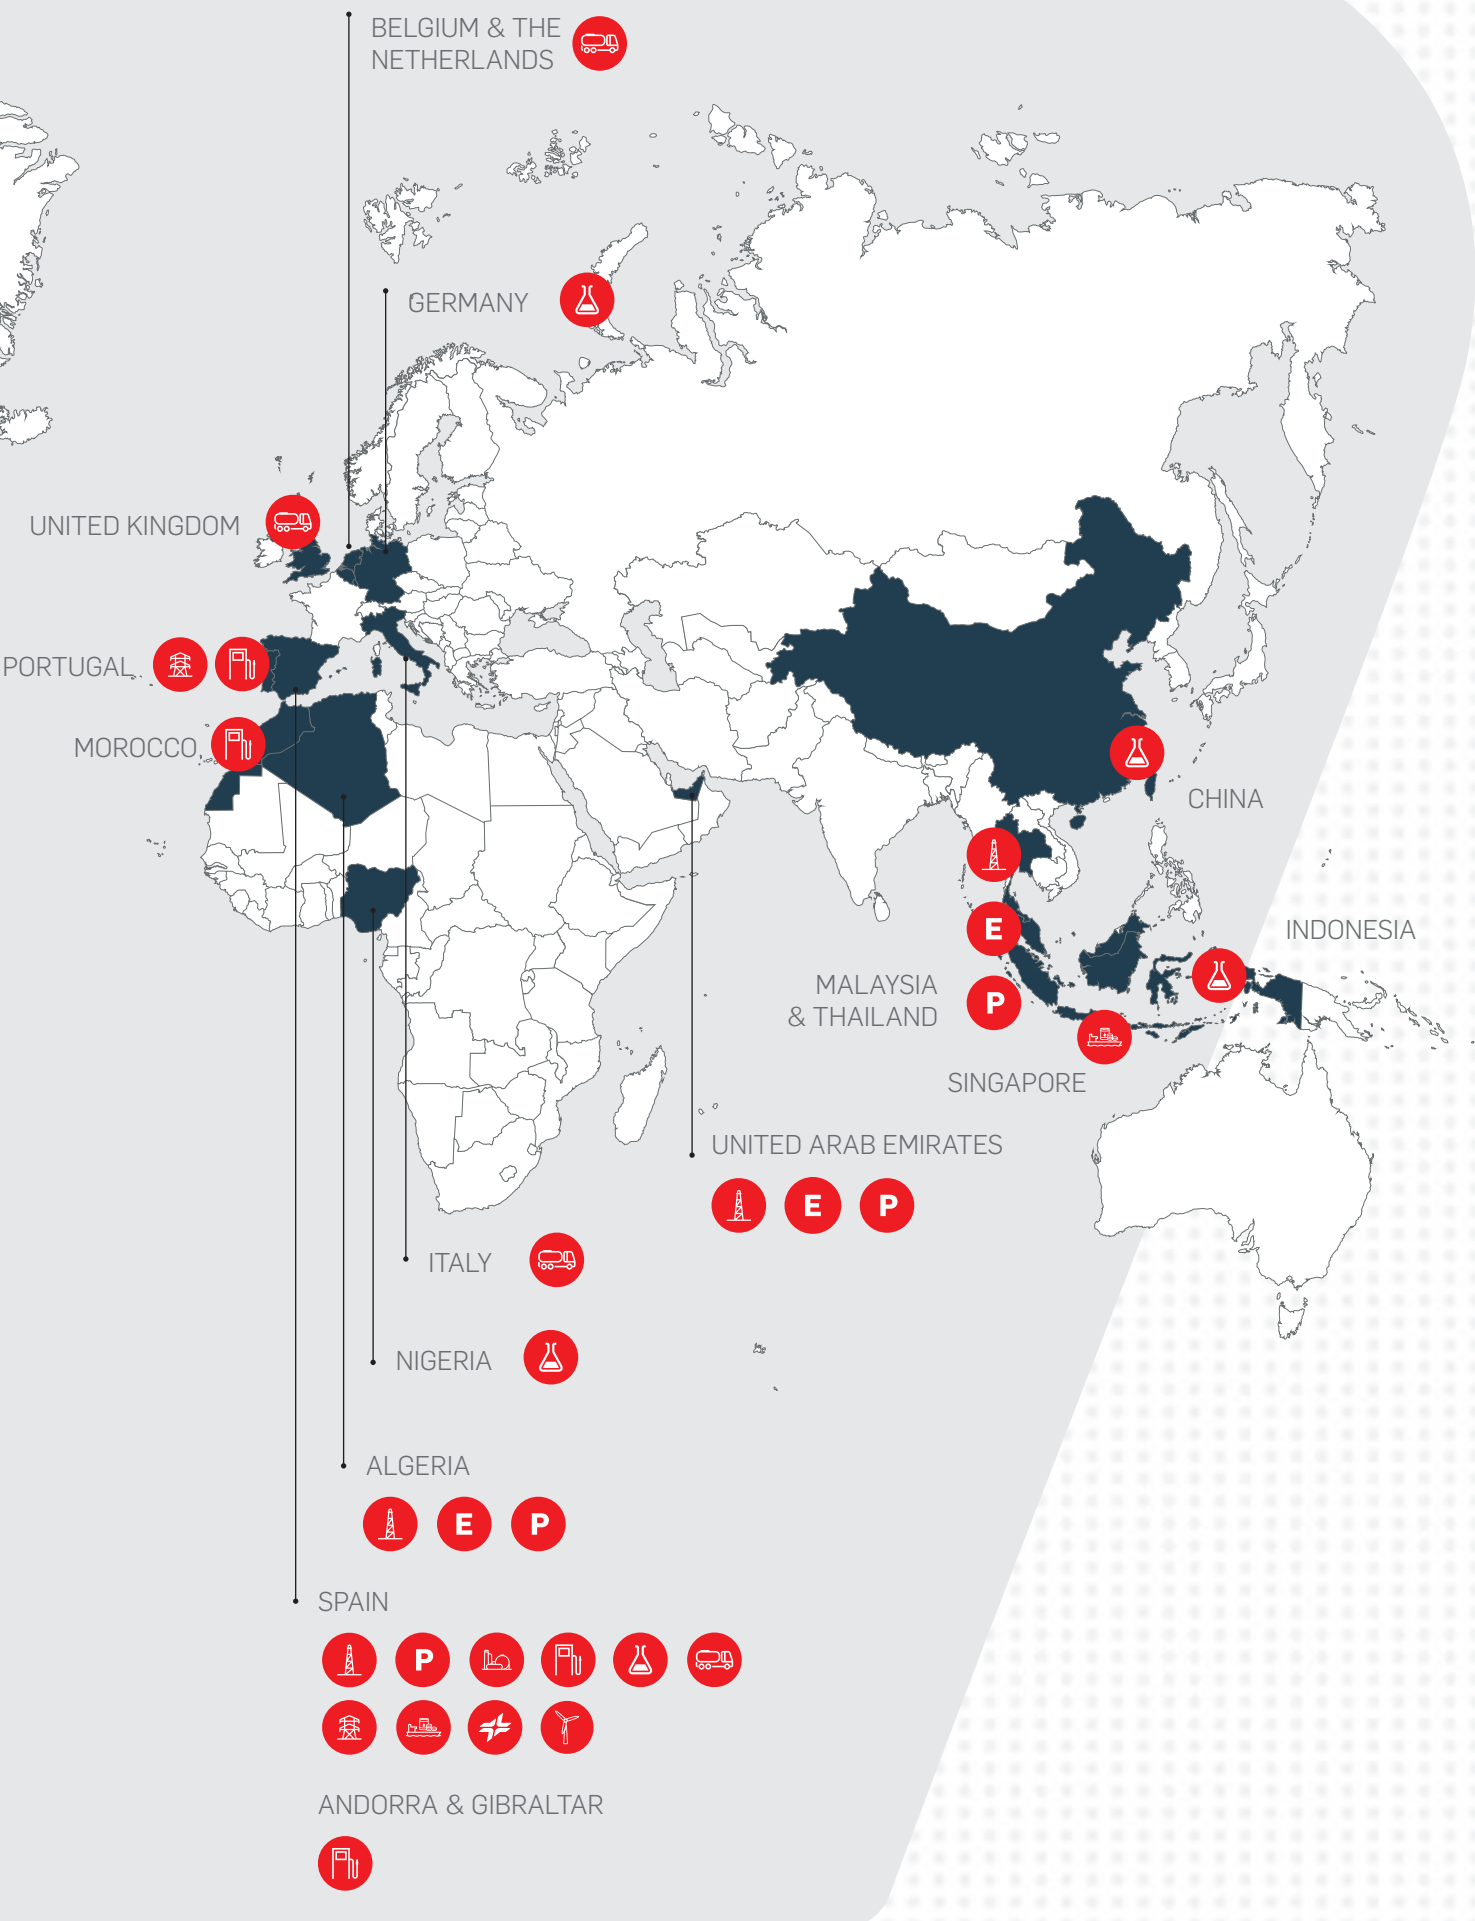 BELGIUM & THE
NETHERLANDS
GERMANY
UNITED KINGDOM
PORTUGAL
MOROCCO
CHINA
INDONESIA
E
MALAYSIA
& THAILAND
P
SINGAPORE
UNITED ARAB EMIRATES
E P
ITALY
NIGERIA
ALGERIA
E P
SPAIN
P
ANDORRA & GIBRALTAR